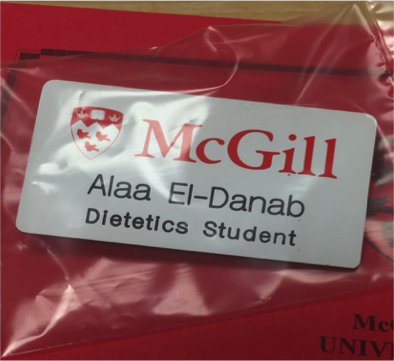 McGill
Alaa El-Danab
Dietetics Student